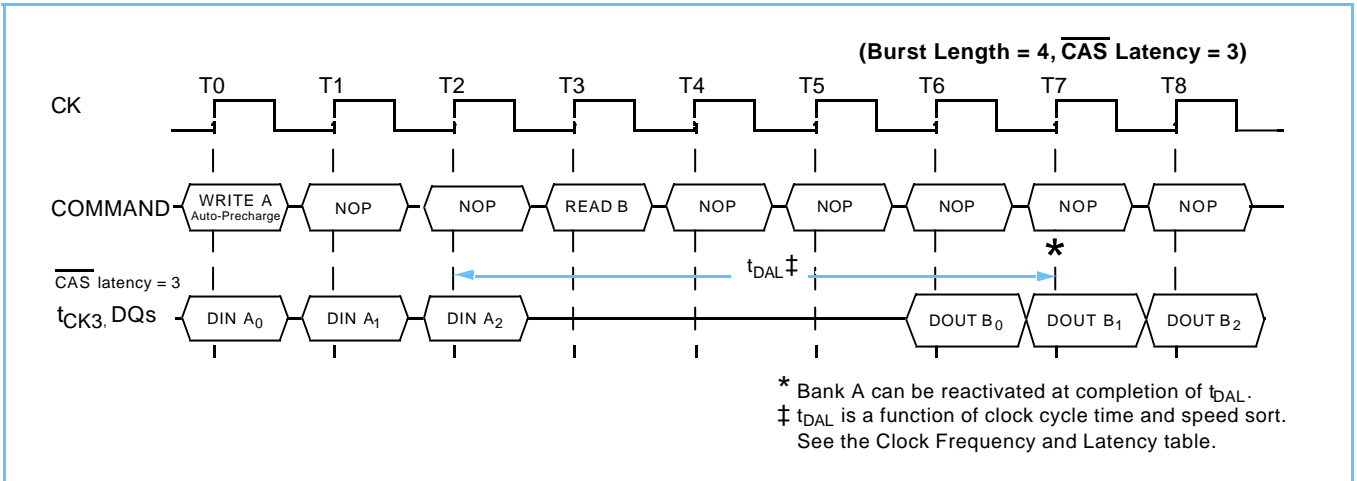 (Burst Length = 4, CAS Latency = 3)
T0 T1 T2 T3 T4 T5 T6 T7 T8
CK
COMMAND WRITE A Auto-Precharge NOP NOP READ B NOP NOP NOP NOP NOP
*
tDAL‡
CAS latency = 3
tCK3, DQs DIN A0 DIN A1 DIN A2 DOUT B0 DOUT B1 DOUT B2
* Bank A can be reactivated at completion of tDAL.
‡ tDAL is a function of clock cycle time and speed sort.
See the Clock Frequency and Latency table.